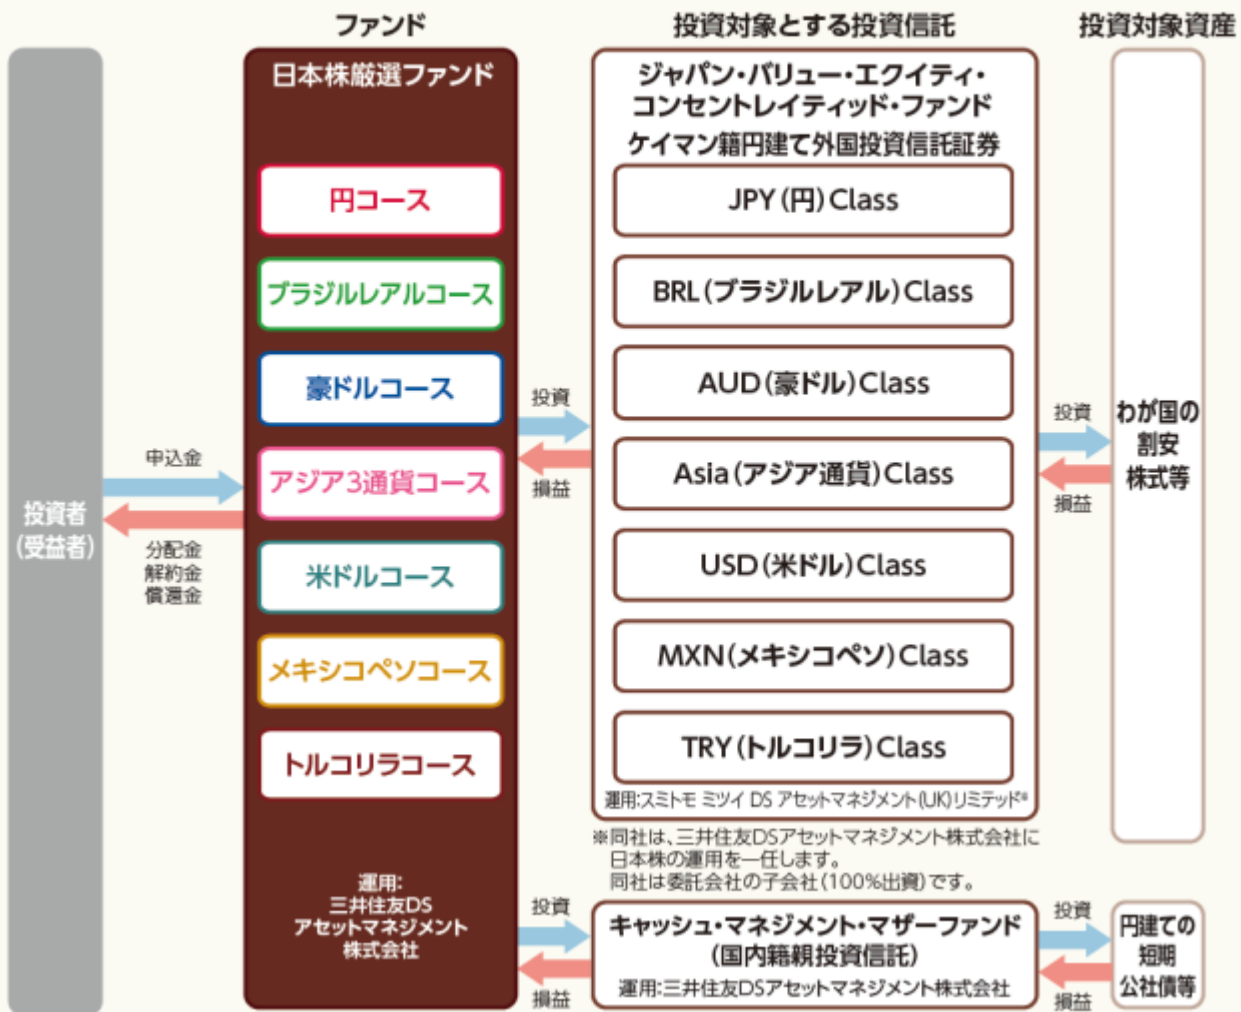 ファンド
投資対象とする投資信託
投資対象資産
投資者
(受益者)
申込金
分配金
解約金
償還金
日本株厳選ファンド
円コース
ブラジルレアルコース
豪ドルコース
アジア3通貨コース
米ドルコース
メキシコペソコース
トルコリラコース
運用:
三井住友DS
アセットマネジメント
株式会社
投資
損益
ジャパン・バリュー・エクイティ・
コンセントレイティッド・ファンド
ケイマン籍円建て外国投資信託証券
JPY(円)Class
BRL(ブラジルレアル)Class
AUD(豪ドル)Class
Asia(アジア通貨)Class
USD(米ドル)Class
MXN(メキシコペソ)Class
TRY(トルコリラ)Class
運用:スミトモ ミツイ DS アセットマネジメント(UK)リミテッド※
※同社は、三井住友DSアセットマネジメント株式会社に
日本株の運用を一任します。
同社は委託会社の子会社(100%出資)です。
投資
損益
わが国の
割安
株式等
投資
損益
キャッシュ・マネジメント・マザーファンド
(国内籍親投資信託)
運用:三井住友DSアセットマネジメント株式会社
投資
損益
円建ての
短期
公社債等